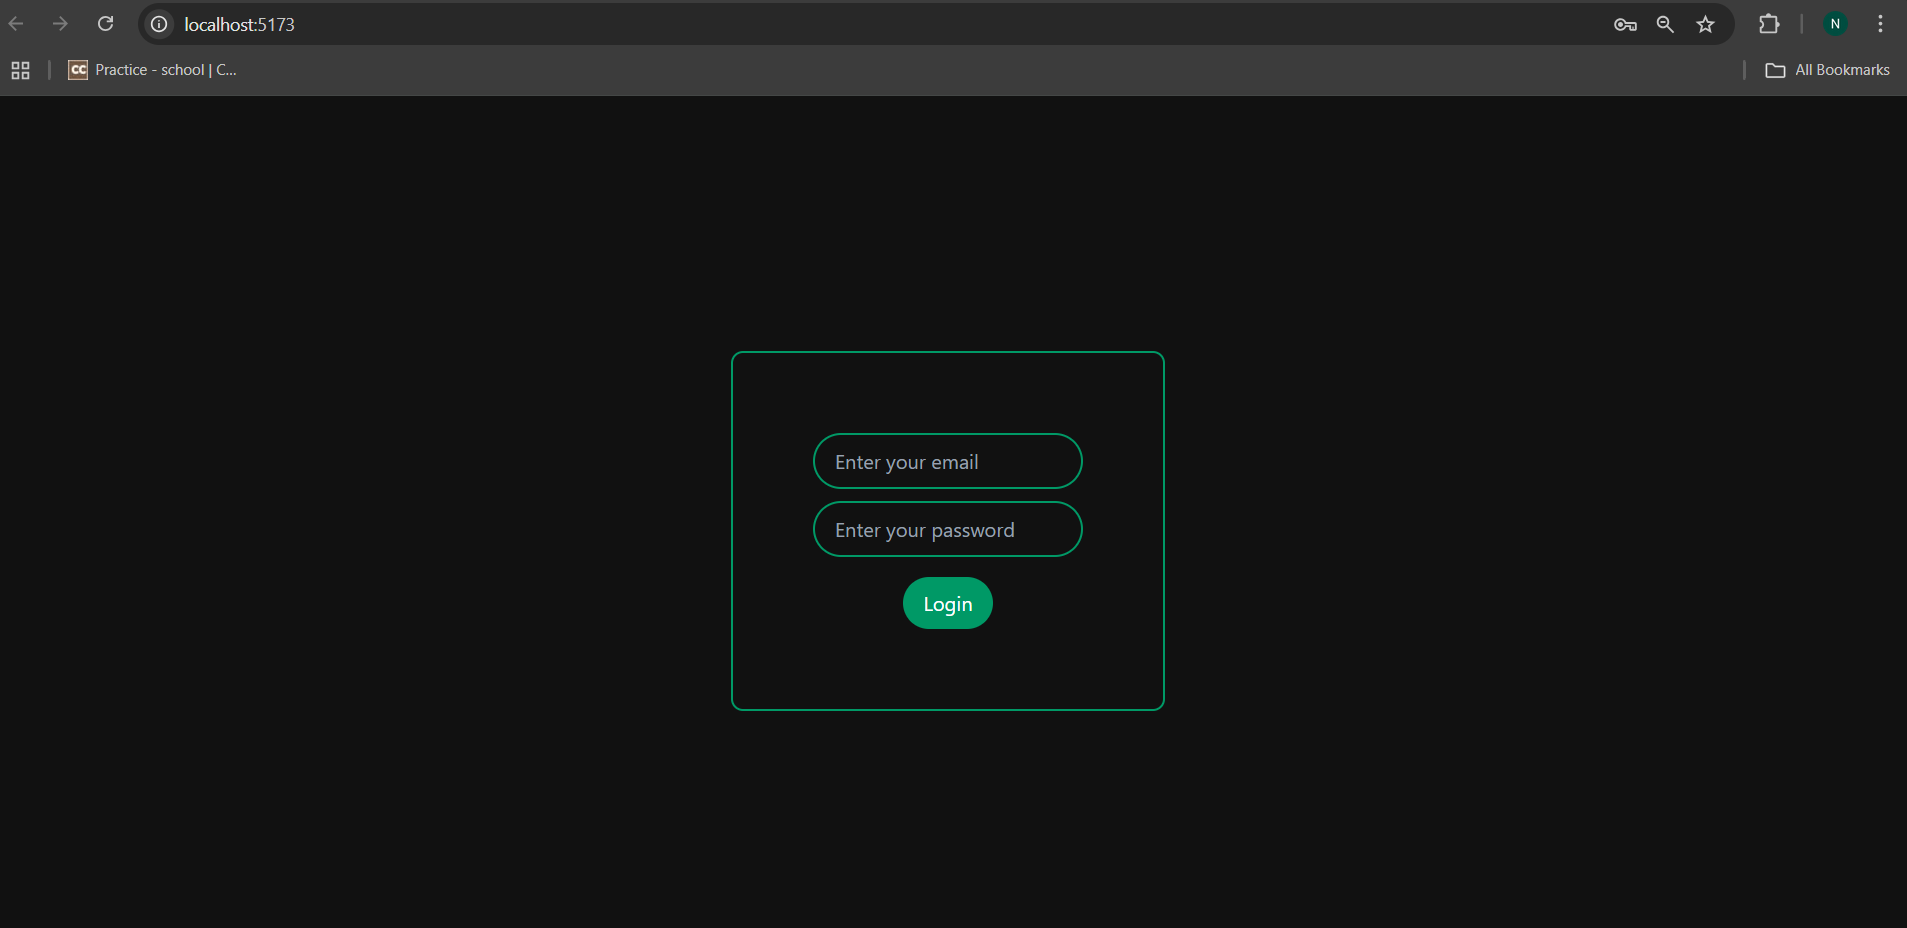 localhost:5173
N
CC Practice - school | C...
All Bookmarks
Enter your email
Enter your password
Login